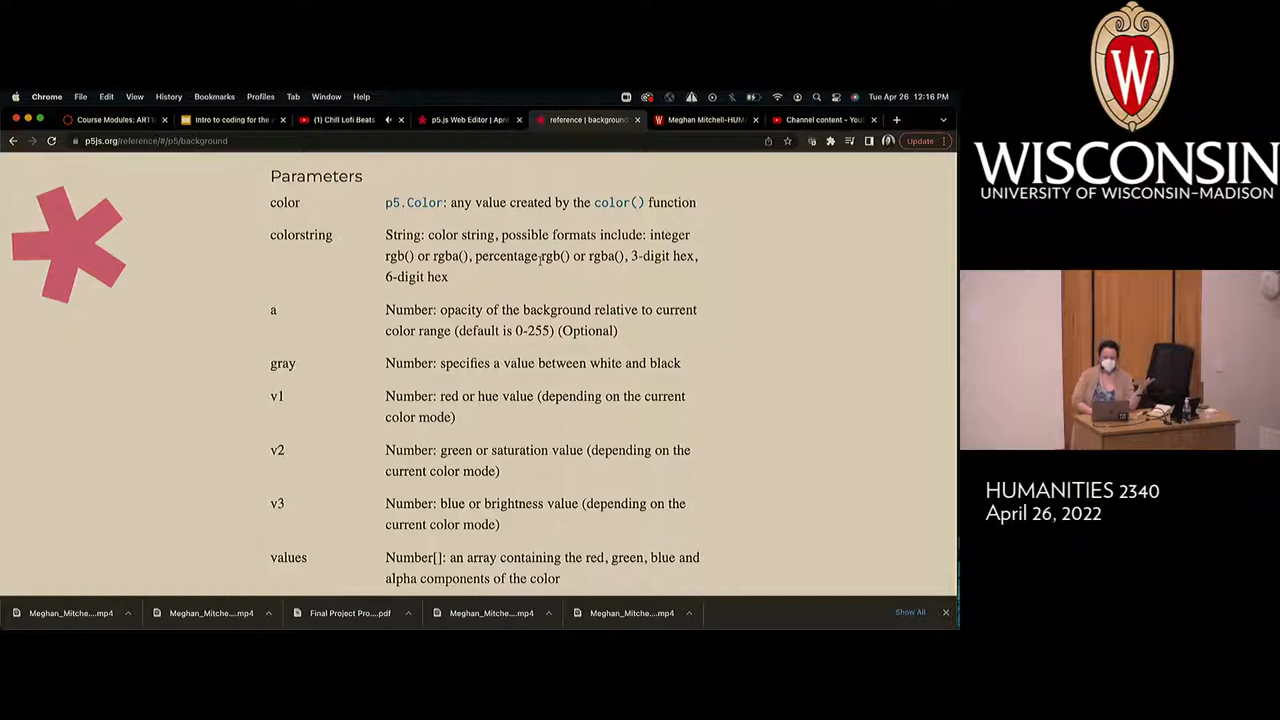 Chrome File Edit View History Bookmarks Profiles Tab Window Help Tue Apr 26 12:16 PM
Course Modules: ART1 Intro to coding for the (1) Chill Lofi Beats p5.js Web Editor | Apri reference | background Meghan Mitchell-HUM Channel content - You
p5js.org/reference/#/p5/background Update
Parameters
color p5.Color: any value created by the color() function
colorstring String: color string, possible formats include: integer
rgb() or rgba(), percentage rgb() or rgba(), 3-digit hex,
6-digit hex
a Number: opacity of the background relative to current
color range (default is 0-255) (Optional)
gray Number: specifies a value between white and black
v1 Number: red or hue value (depending on the current
color mode)
v2 Number: green or saturation value (depending on the
current color mode)
v3 Number: blue or brightness value (depending on the
current color mode)
values Number[]: an array containing the red, green, blue and
alpha components of the color
Meghan_Mitche....mp4 Meghan_Mitche....mp4 Final Project Pro....pdf Meghan_Mitche....mp4 Meghan_Mitche....mp4 Show All
W
WISCONSIN
UNIVERSITY OF WISCONSIN–MADISON
HUMANITIES 2340
April 26, 2022